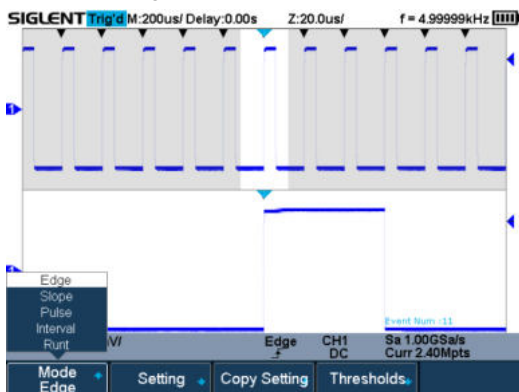 SIGLENT Trig'd M:200us/ Delay:0.00s Z:20.0us/ f = 4.99999kHz
1
Edge
Slope
Pulse
Interval
Runt
Event Num :11
V/ Edge CH1 Sa 1.00GSa/s
DC Curr 2.40Mpts
Mode Setting Copy Setting Thresholds
Edge